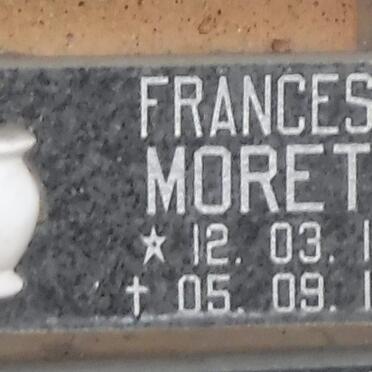 FRANCES
MORET
★ 12. 03. 1
† 05. 09. 1